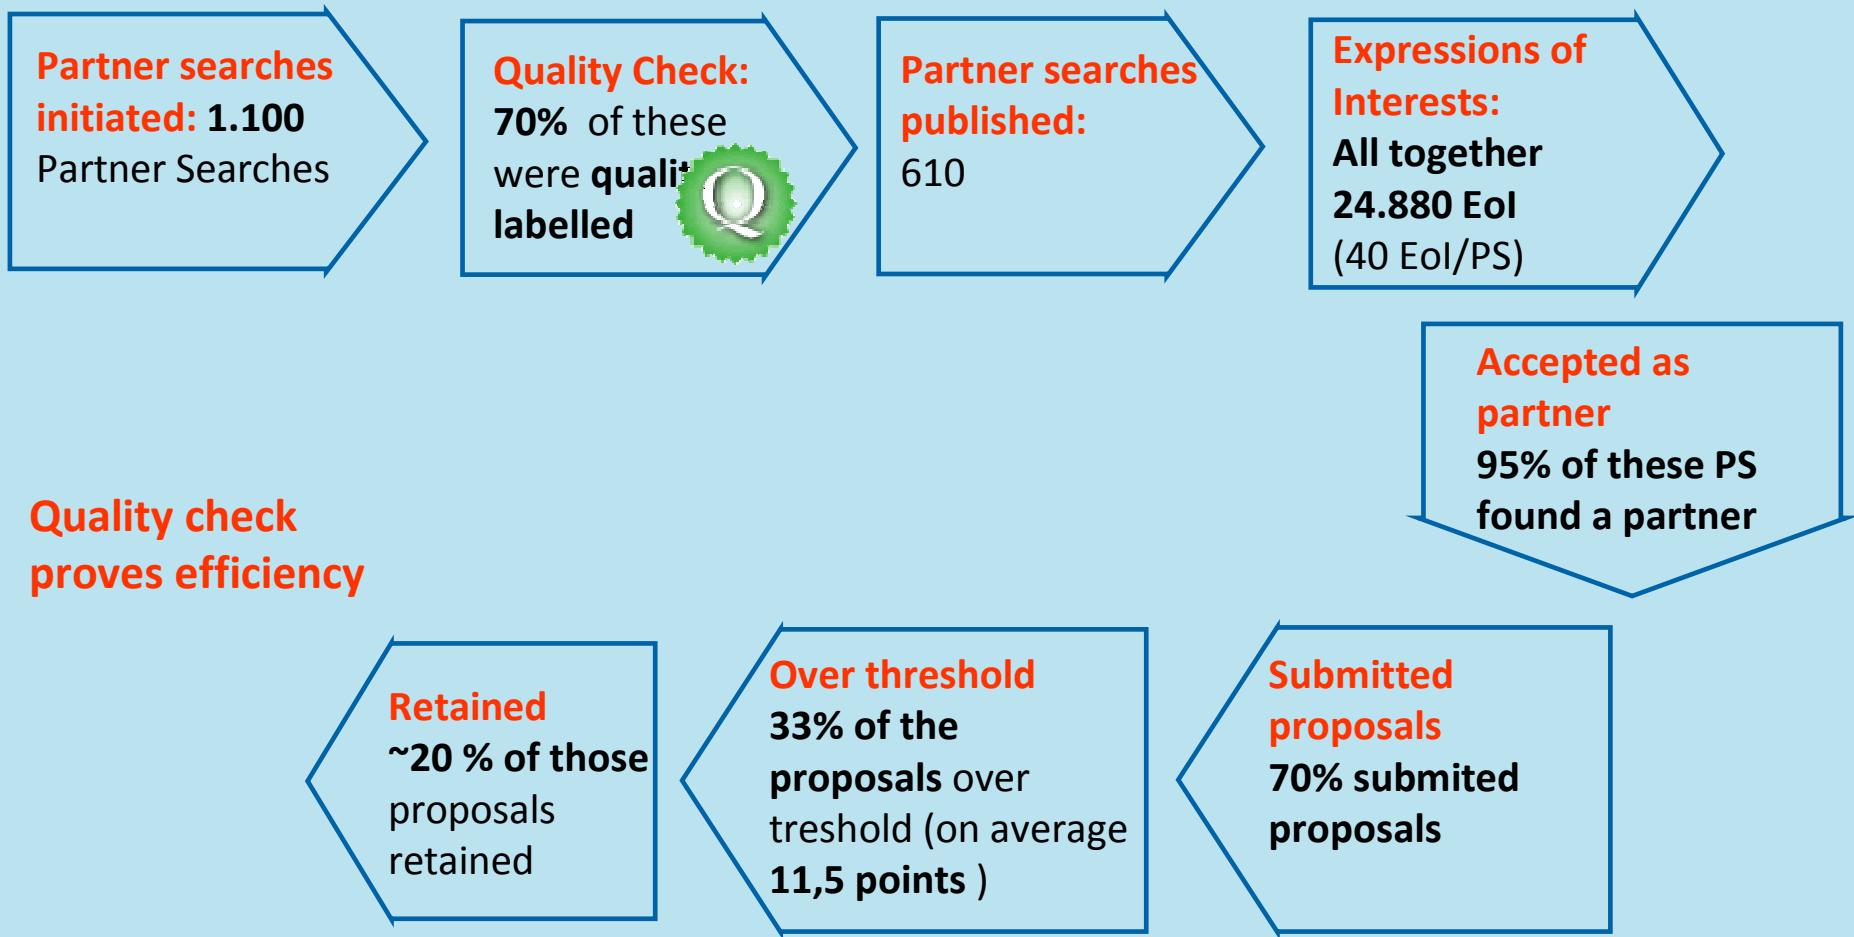 Partner searches
initiated: 1.100
Partner Searches
Quality Check:
70% of these
were qualit
labelled
Q
Partner searches
published:
610
Expressions of
Interests:
All together
24.880 EoI
(40 EoI/PS)
Accepted as
partner
95% of these PS
found a partner
Quality check
proves efficiency
Submitted
proposals
70% submited
proposals
Over threshold
33% of the
proposals over
treshold (on average
11,5 points )
Retained
~20 % of those
proposals
retained